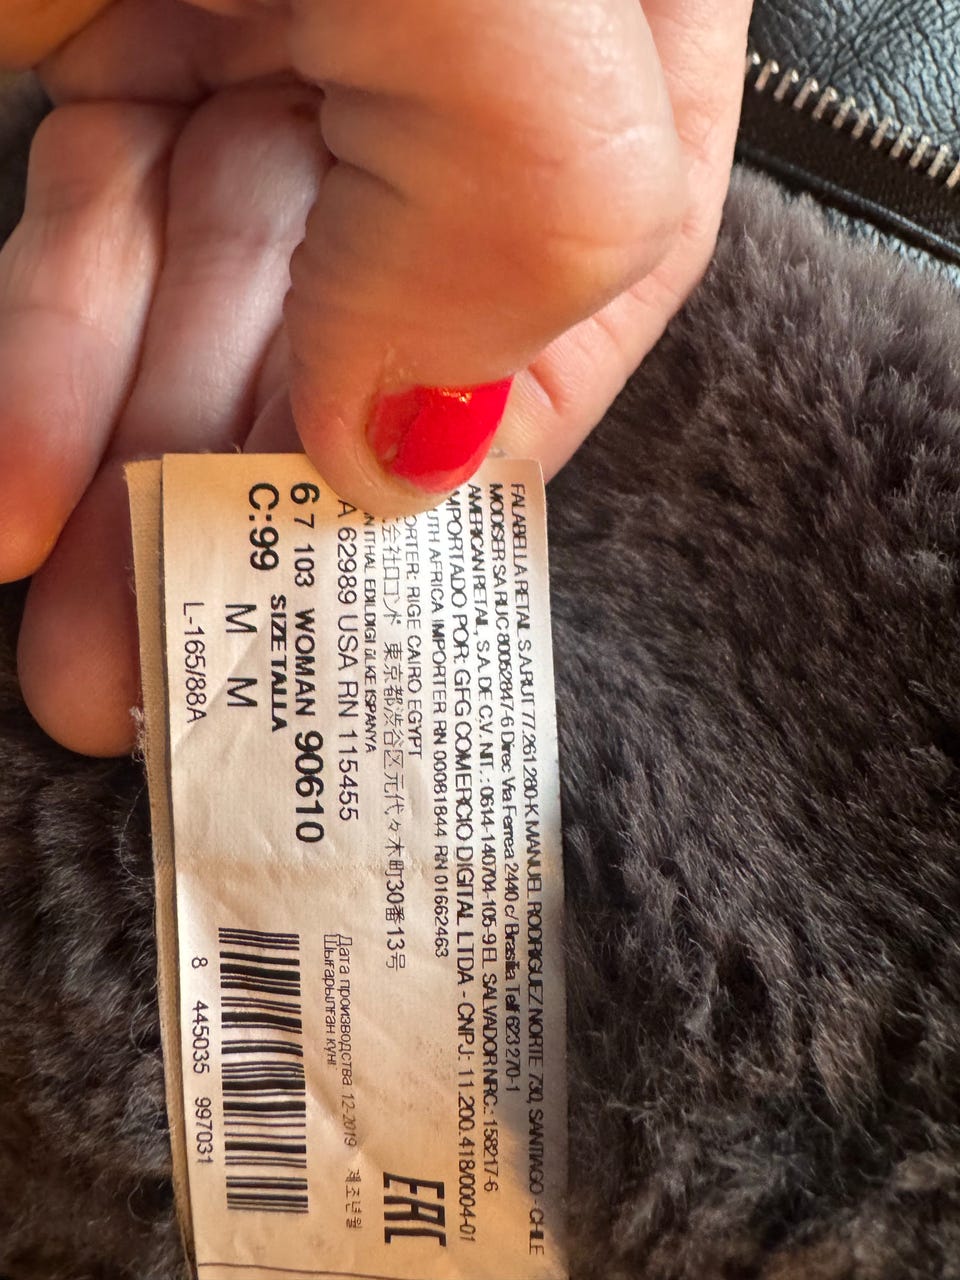 FALABELLA RETAIL S.A.RUT 77.261.280-K MANUEL RODRIGUEZ NORTE 730, SANTIAGO - CHILE
MODISER SA RUC 80052847-6 Direc Via Ferrea 2440 c/ Brasilia Telf 623 270-1
AMERICAN RETAIL, S.A. DE C.V. NIT.: 0614-140704-105-9 EL SALVADOR NRC.: 158217-6
MPORTADO POR: GFG COMERCIO DIGITAL LTDA - CNPJ: 11.200.418/0004-01
UTH AFRICA IMPORTER RN 00081844 RN 01662463
ORTER: RIGE CAIRO EGYPT
会社ロコンド 東京都渋谷区元代々木町30番13号
N ITHAL EDILDIGI ÜLKE ISPANYA
A 62989 USA RN 115455
6 7 103 WOMAN 90610
SIZE TALLA
C:99 M M
L-165/88A
Дата производства 12-2019 제조년월
Шығарылған күні
EAC
8 445035 997031